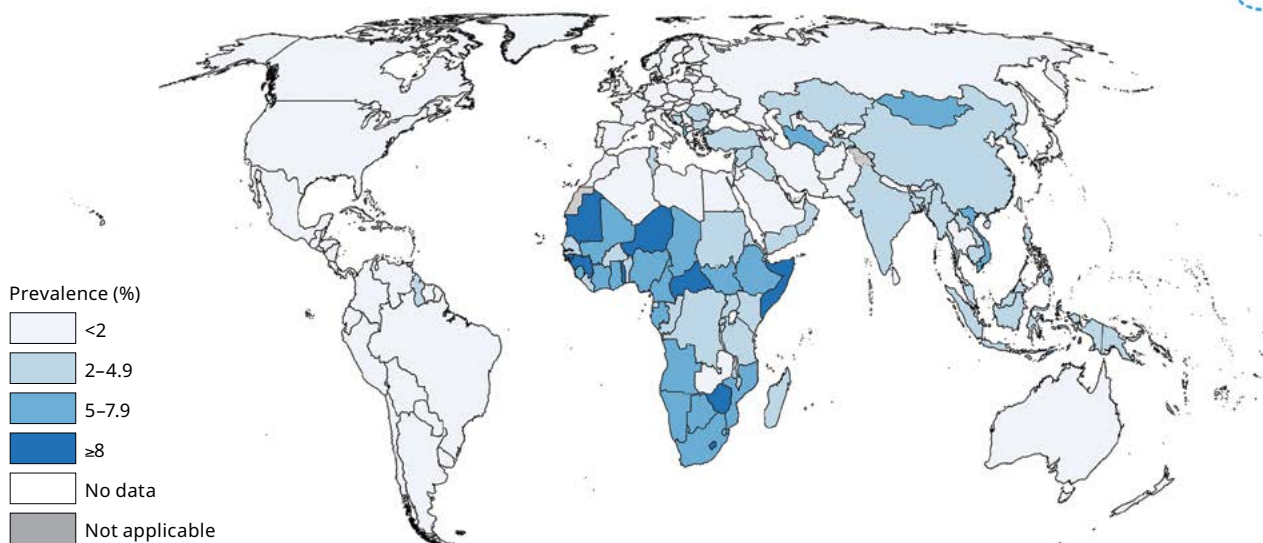 Prevalence (%)
<2
2–4.9
5–7.9
≥8
No data
Not applicable